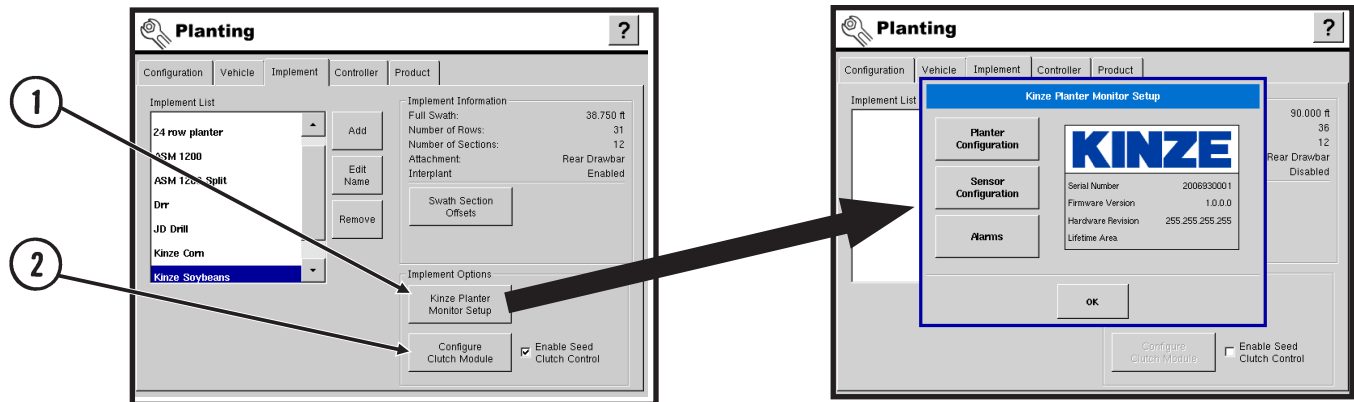 Planting
?
Configuration Vehicle Implement Controller Product
Implement List
24 row planter
ASM 1200
ASM 1200 Split
Drr
JD Drill
Kinze Corn
Kinze Soybeans
Add
Edit
Name
Remove
Implement Information
Full Swath: 38.750 ft
Number of Rows: 31
Number of Sections: 12
Attachment: Rear Drawbar
Interplant Enabled
Swath Section
Offsets
Implement Options
Kinze Planter
Monitor Setup
Configure
Clutch Module
Enable Seed
Clutch Control
1
2
Planting
?
Configuration Vehicle Implement Controller Product
Implement List
90.000 ft
36
12
Rear Drawbar
Disabled
Kinze Planter Monitor Setup
Planter
Configuration
Sensor
Configuration
Alarms
KINZE
Serial Number 2006930001
Firmware Version 1.0.0.0
Hardware Revision 255.255.255.255
Lifetime Area
OK
Configure
Clutch Module
Enable Seed
Clutch Control